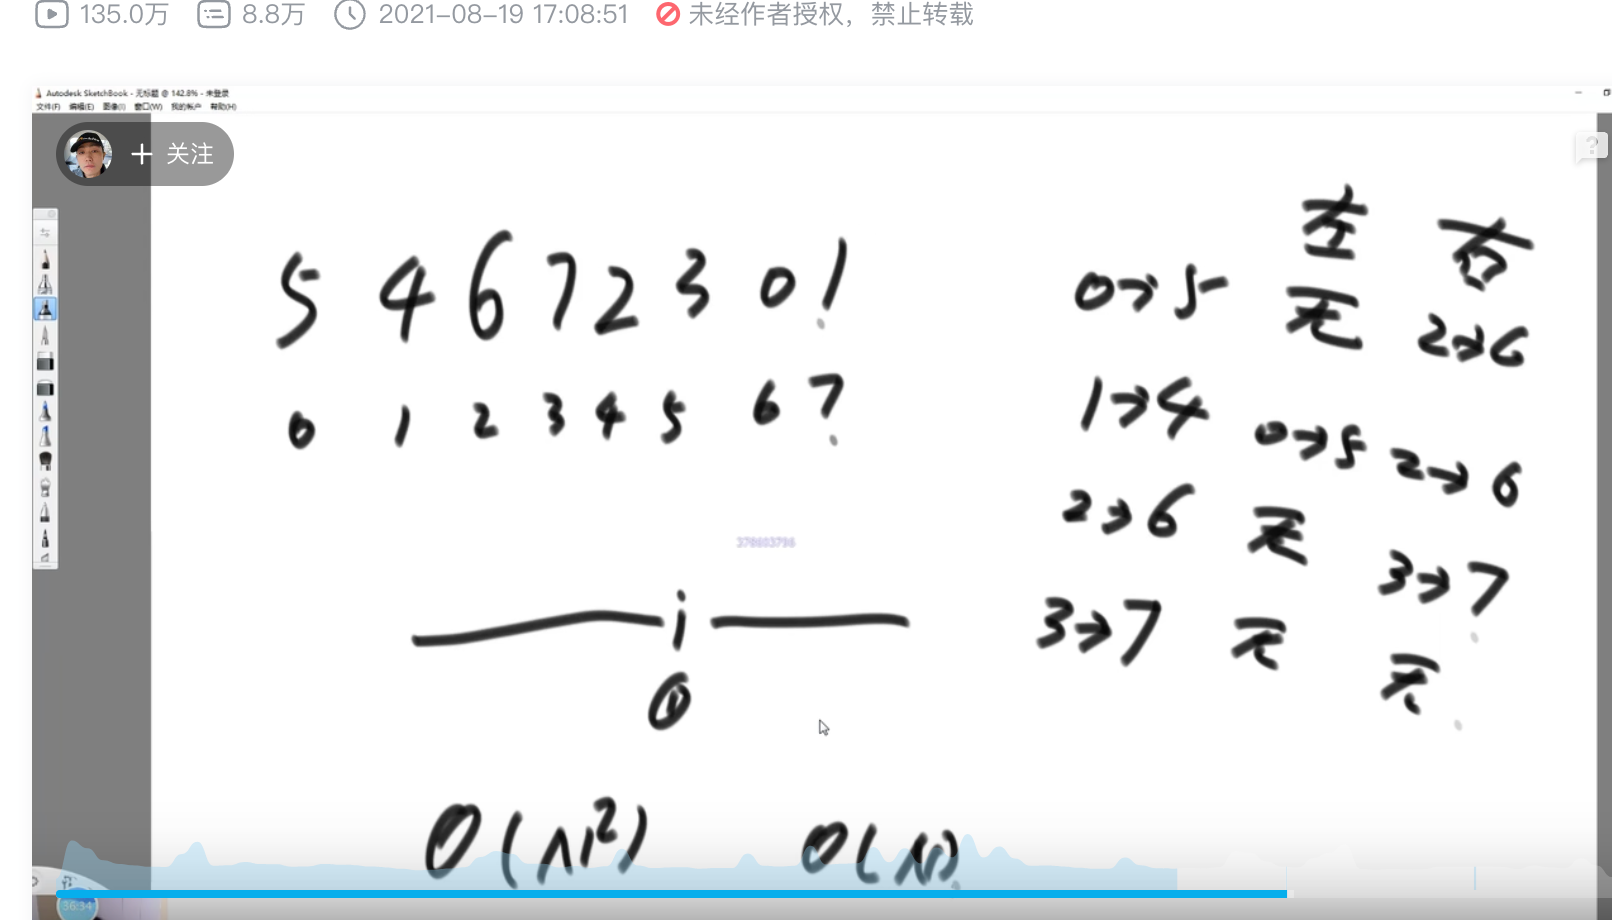 135.0万 8.8万 2021-08-19 17:08:51 未经作者授权，禁止转载
Autodesk SketchBook - 无标题 @ 142.8% - 未登录
文件(F) 编辑(E) 图像(I) 窗口(W) 我的帐户 帮助(H)
+ 关注
?
左 右
5 4 6 7 2 3 0 1
0→5 无 2→6
0 1 2 3 4 5 6 7
1→4 0→5 2→6
2→6 无 3→7
376603796
i
3→7 无 无
①
O(N²) O(N)
36:34